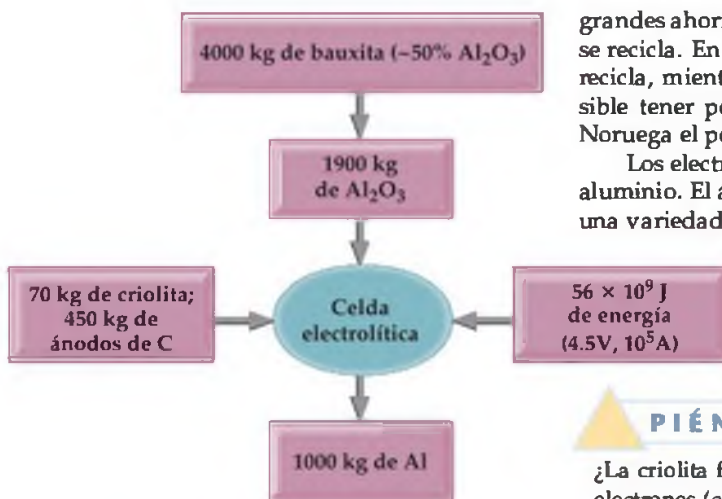 4000 kg de bauxita (~50% Al₂O₃)
1900 kg
de Al₂O₃
70 kg de criolita;
450 kg de
ánodos de C
Celda
electrolítica
56 × 10⁹ J
de energía
(4.5V, 10⁵A)
1000 kg de Al
grandes ahor
se recicla. En
recicla, mient
sible tener p
Noruega el p
Los electr
aluminio. El a
una variedad
PIÉN
¿La criolita f
electrones (